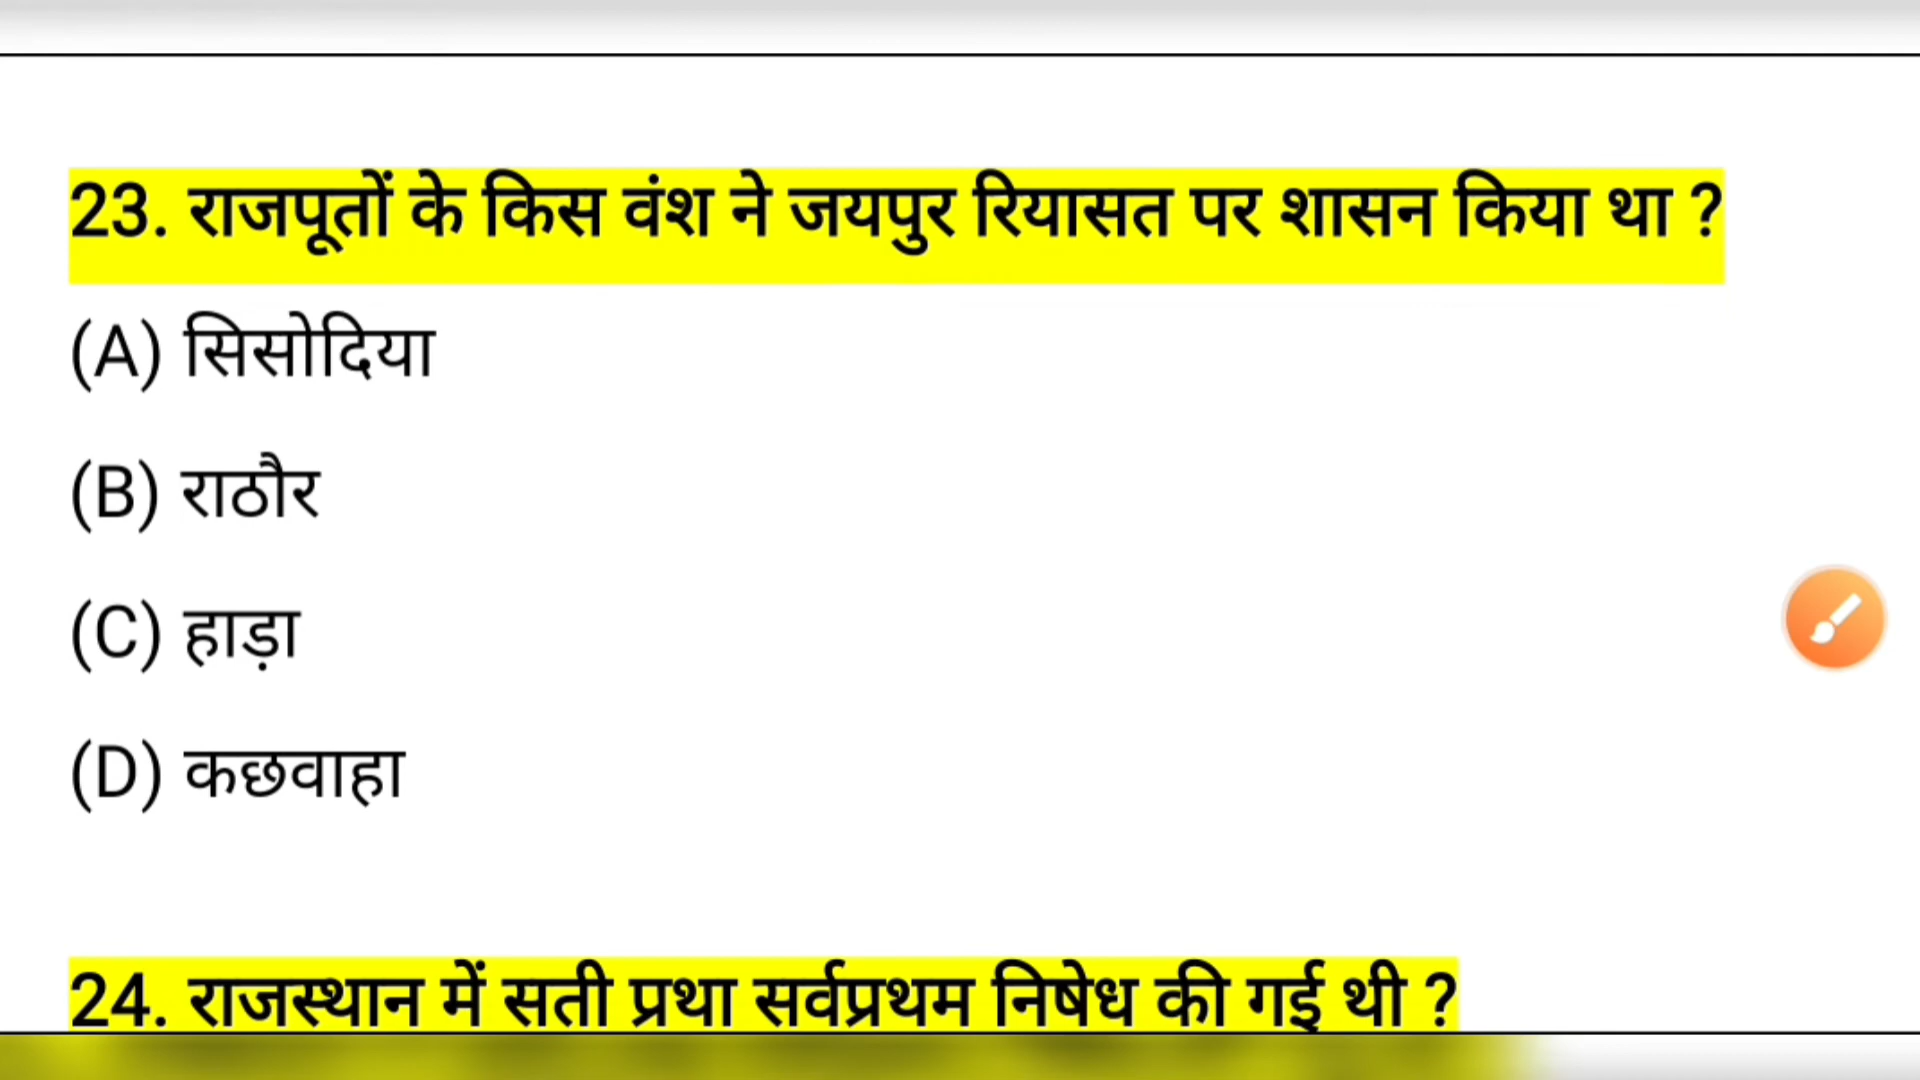 23. राजपूतों के किस वंश ने जयपुर रियासत पर शासन किया था ?
(A) सिसोदिया
(B) राठौर
(C) हाड़ा
(D) कछवाहा
24. राजस्थान में सती प्रथा सर्वप्रथम निषेध की गई थी ?